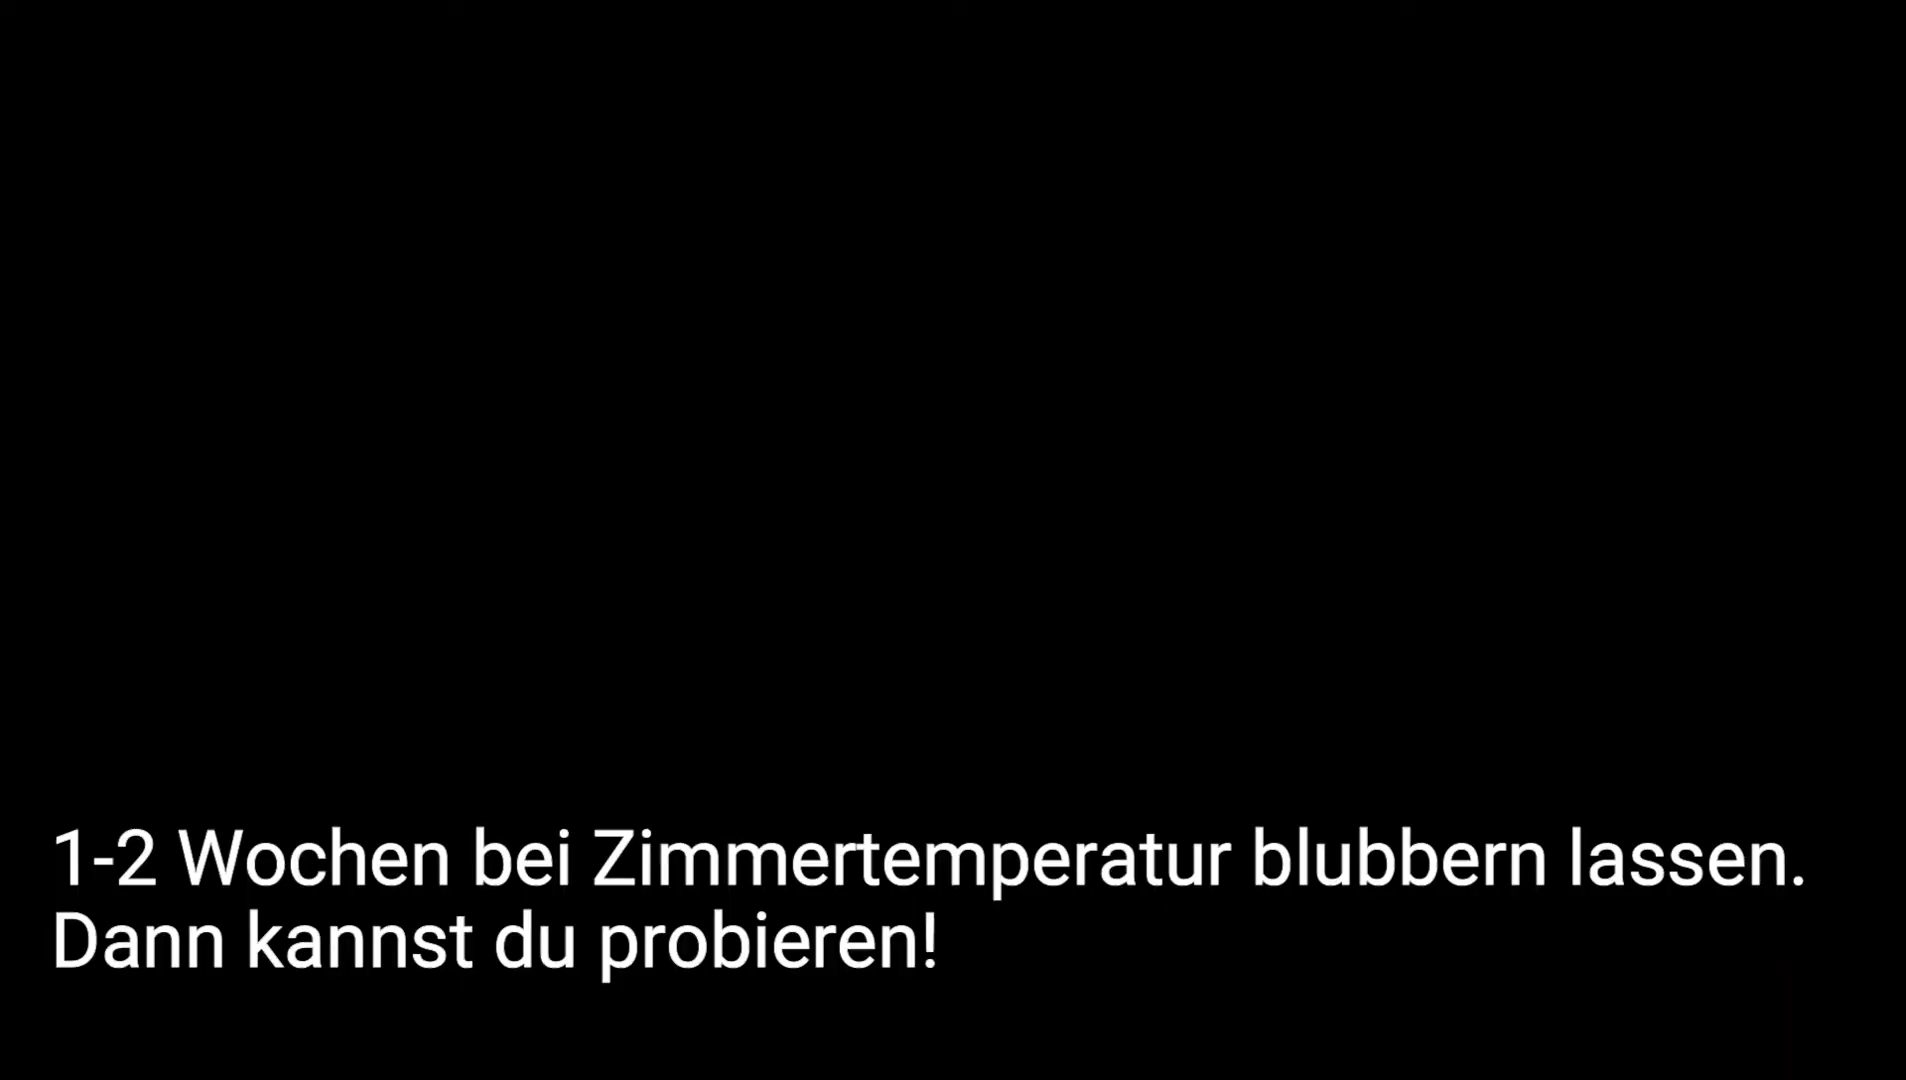 1-2 Wochen bei Zimmertemperatur blubbern lassen.
Dann kannst du probieren!